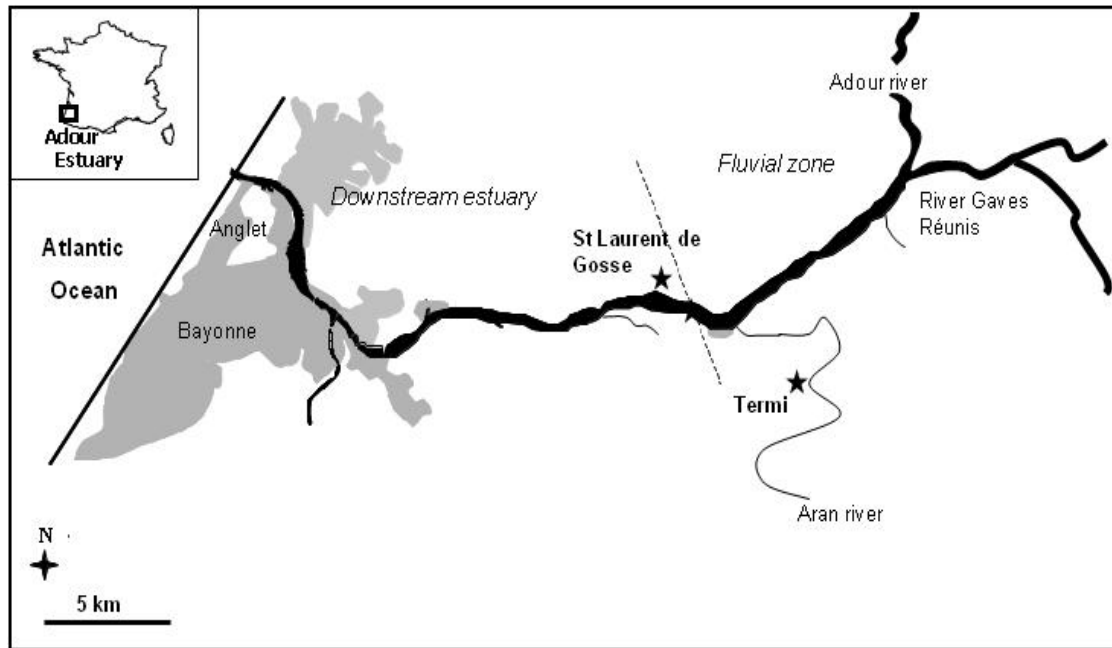 Adour
Estuary
Adour river
Fluvial zone
Downstream estuary
River Gaves
Réunis
Anglet
St Laurent de
Gosse
Atlantic
Ocean
Bayonne
Termi
Aran river
N
5 km